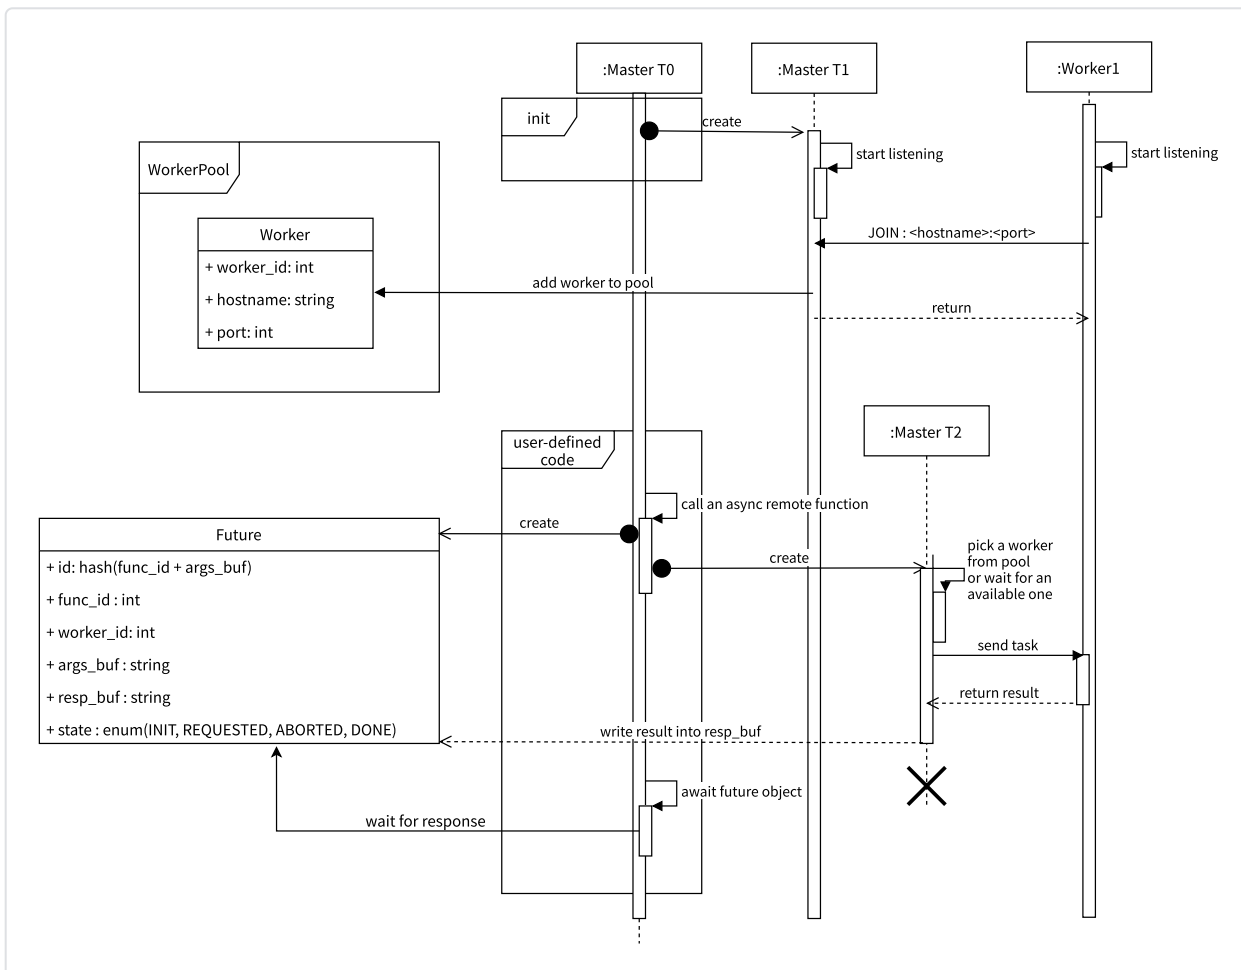 :Master T0
:Master T1
:Worker1
init
create
start listening
start listening
WorkerPool
JOIN : <hostname>:<port>
Worker
+ worker_id: int
+ hostname: string
+ port: int
add worker to pool
return
:Master T2
user-defined
code
call an async remote function
create
create
pick a worker
from pool
or wait for an
available one
Future
+ id: hash(func_id + args_buf)
+ func_id : int
+ worker_id: int
+ args_buf : string
+ resp_buf : string
+ state : enum(INIT, REQUESTED, ABORTED, DONE)
send task
return result
write result into resp_buf
await future object
wait for response